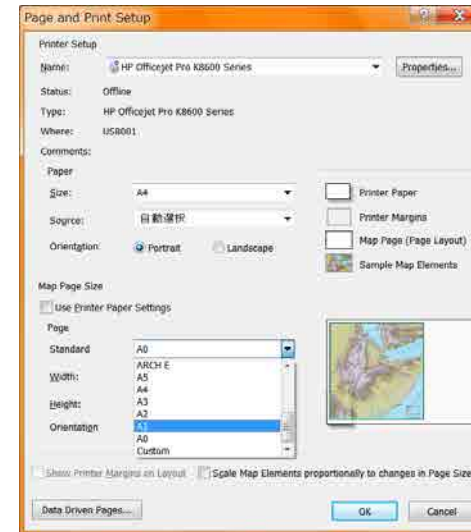 Page and Print Setup
Printer Setup
Name: HP Officejet Pro K8600 Series Properties...
Status: Offline
Type: HP Officejet Pro K8600 Series
Where: USB001
Comments:
Paper
Size: A4 Printer Paper
Source: 自動選択 Printer Margins
Orientation: Portrait Landscape Map Page (Page Layout)
Sample Map Elements
Map Page Size
Use Printer Paper Settings
Page
Standard A0
ARCH E
Width: A5
A4
Height: A3
A2
Orientation A1
A0
Custom
Show Printer Margins on Layout Scale Map Elements proportionally to changes in Page Size
Data Driven Pages... OK Cancel